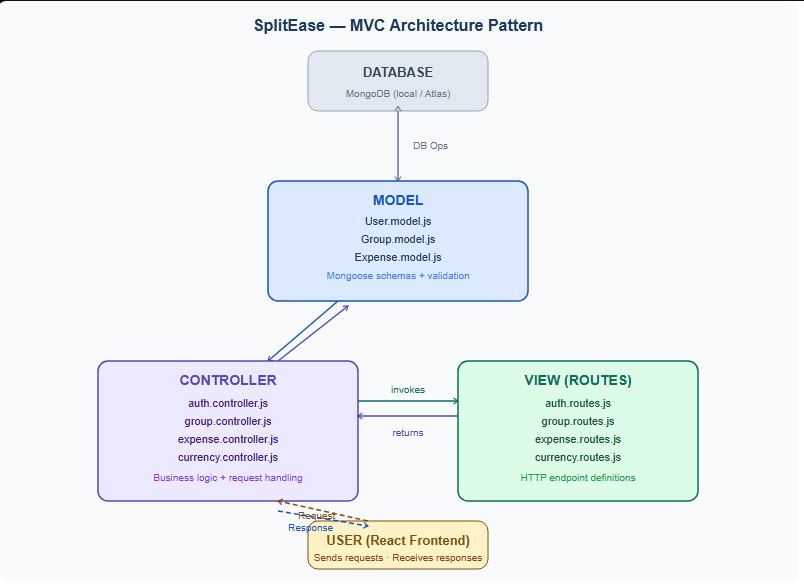 SplitEase — MVC Architecture Pattern
DATABASE
MongoDB (local / Atlas)
DB Ops
MODEL
User.model.js
Group.model.js
Expense.model.js
Mongoose schemas + validation
CONTROLLER
auth.controller.js
group.controller.js
expense.controller.js
currency.controller.js
Business logic + request handling
invokes
returns
VIEW (ROUTES)
auth.routes.js
group.routes.js
expense.routes.js
currency.routes.js
HTTP endpoint definitions
Request
Response
USER (React Frontend)
Sends requests · Receives responses